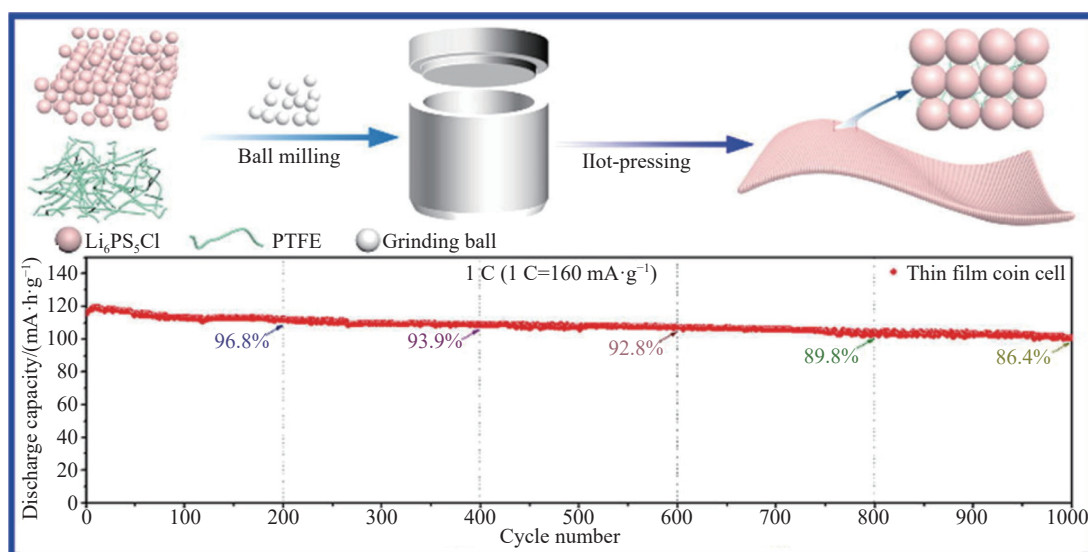 Ball milling
IIot-pressing
Li₆PS₅Cl
PTFE
Grinding ball
1 C (1 C=160 mA·g⁻¹)
Thin film coin cell
Discharge capacity/(mA·h·g⁻¹)
140
120
100
80
60
40
20
0
96.8%
93.9%
92.8%
89.8%
86.4%
0 100 200 300 400 500 600 700 800 900 1000
Cycle number